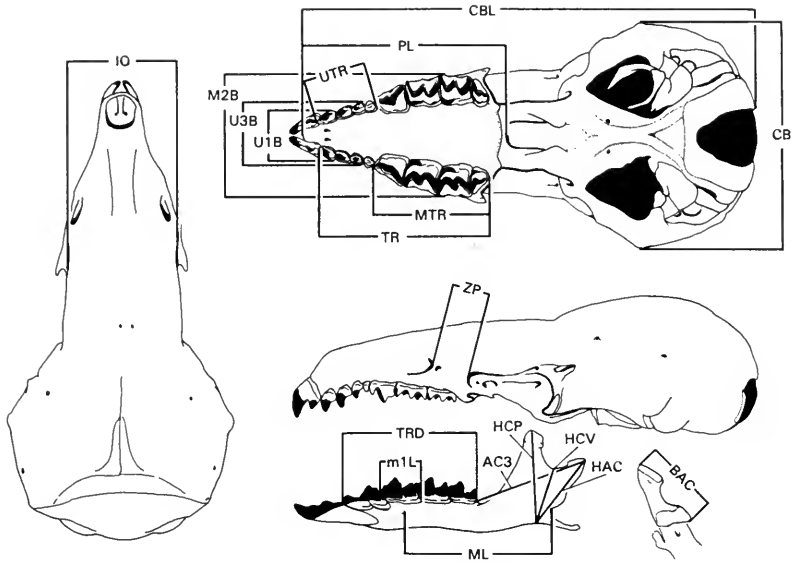 IO
CBL
PL
UTR
M2B
U3B
U1B
CB
MTR
TR
ZP
TRD
m1L
HCP
HCV
AC3
HAC
BAC
ML